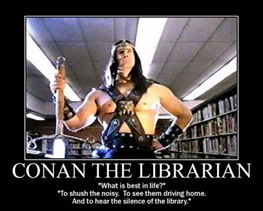 CONAN THE LIBRARIAN
"What is best in life?"
"To shush the noisy. To see them driving home.
And to hear the silence of the library."